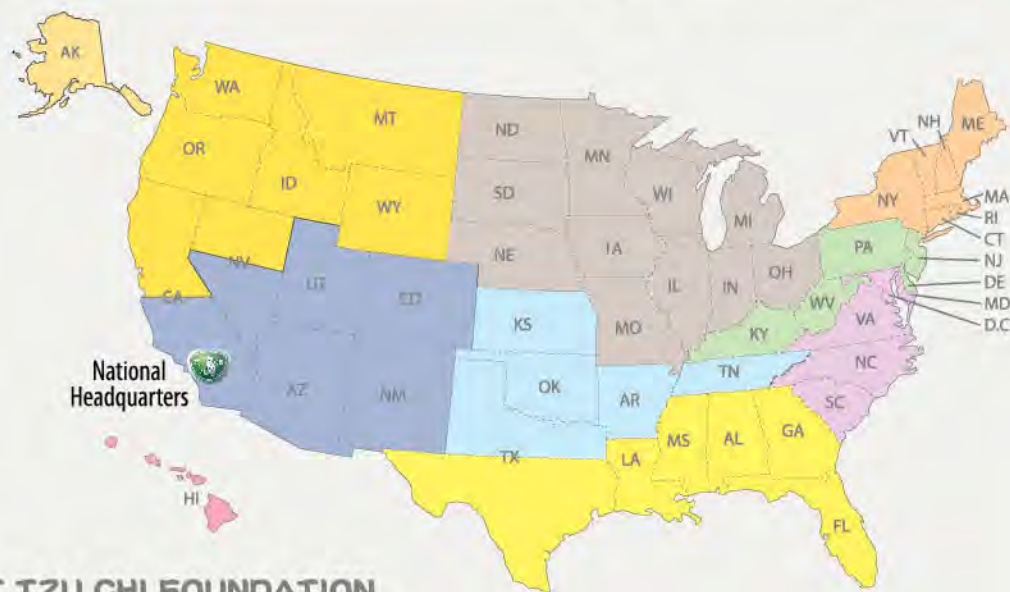 AK
WA
MT
ND
MN
OR
ID
SD
WI
MI
WY
NE
IA
NV
UT
CO
CA
IL
IN
OH
KS
MO
KY
WV
PA
NY
VT
NH
ME
MA
RI
CT
NJ
DE
MD
D.C
VA
NC
SC
TN
National
Headquarters
AZ
NM
OK
AR
TX
LA
MS
AL
GA
FL
HI
TZU CHI FOUNDATION